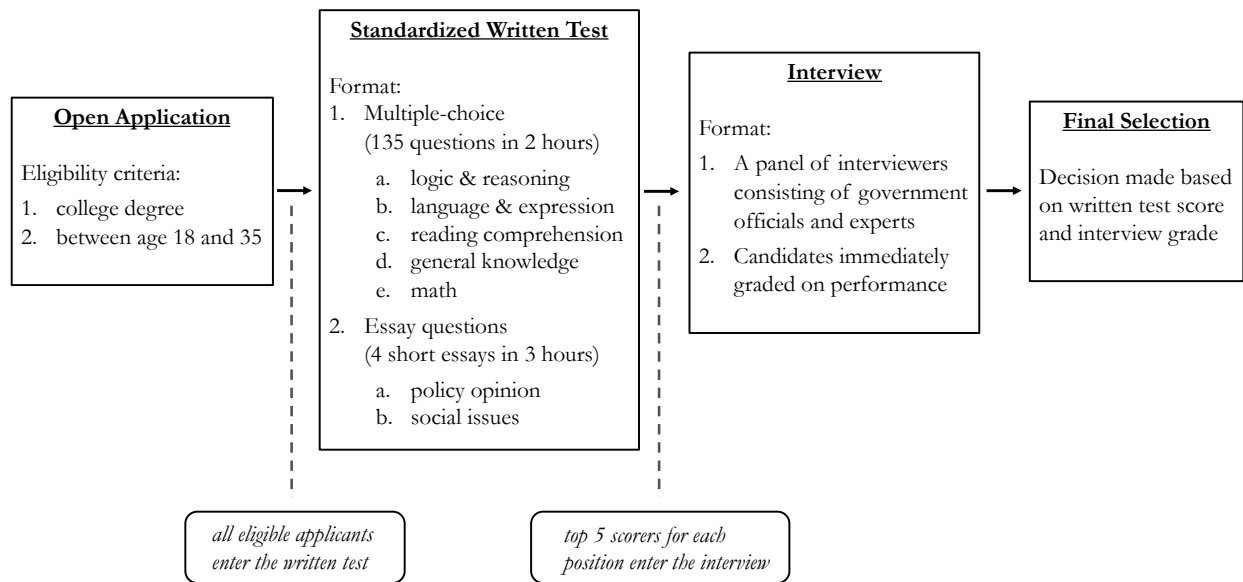 Open Application
Eligibility criteria:
1. college degree
2. between age 18 and 35
Standardized Written Test
Format:
1. Multiple-choice
(135 questions in 2 hours)
a. logic & reasoning
b. language & expression
c. reading comprehension
d. general knowledge
e. math
2. Essay questions
(4 short essays in 3 hours)
a. policy opinion
b. social issues
Interview
Format:
1. A panel of interviewers
consisting of government
officials and experts
2. Candidates immediately
graded on performance
Final Selection
Decision made based
on written test score
and interview grade
all eligible applicants
enter the written test
top 5 scorers for each
position enter the interview